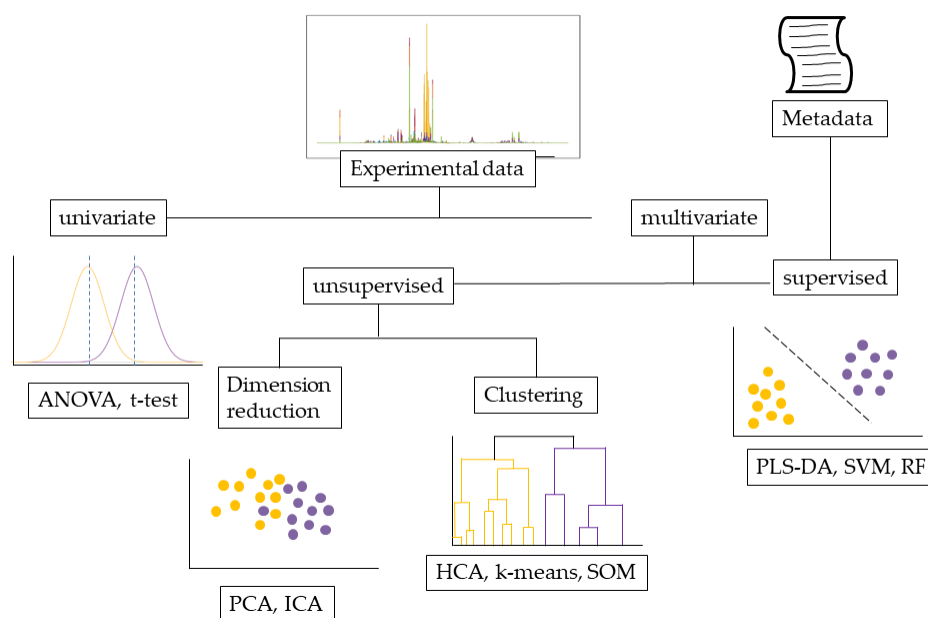 Metadata
Experimental data
univariate
multivariate
unsupervised
supervised
Dimension
reduction
Clustering
ANOVA, t-test
PLS-DA, SVM, RF
HCA, k-means, SOM
PCA, ICA